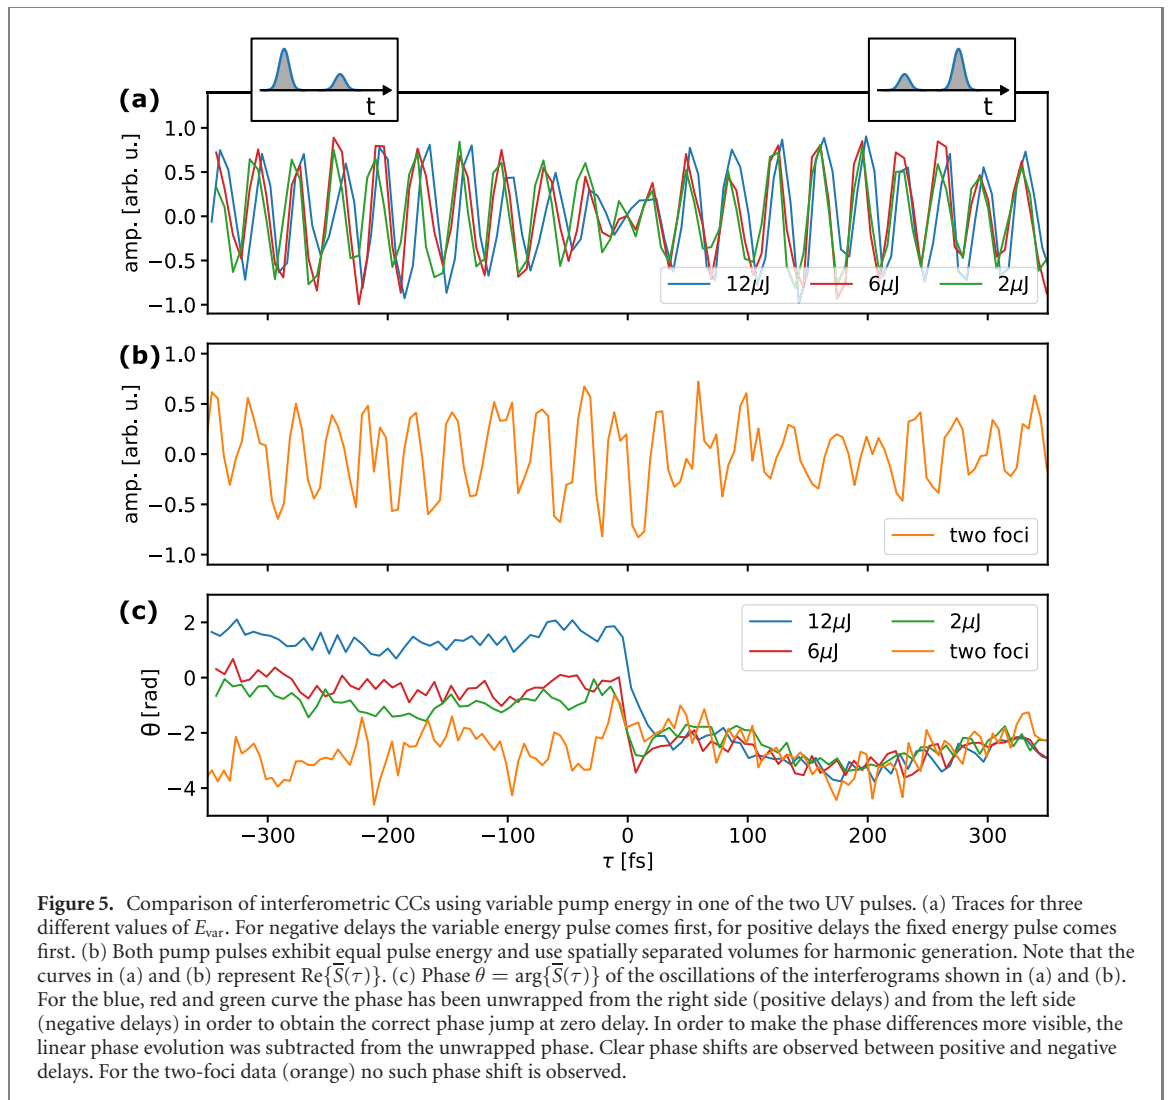 t
t
(a)
1.0
0.5
0.0
−0.5
−1.0
amp. [arb. u.]
12μJ
6μJ
2μJ
(b)
1.0
0.5
0.0
−0.5
−1.0
amp. [arb. u.]
two foci
(c)
2
0
−2
−4
θ [rad]
12μJ
2μJ
6μJ
two foci
−300
−200
−100
0
100
200
300
τ [fs]
Figure 5. Comparison of interferometric CCs using variable pump energy in one of the two UV pulses. (a) Traces for three
different values of Evar. For negative delays the variable energy pulse comes first, for positive delays the fixed energy pulse comes
first. (b) Both pump pulses exhibit equal pulse energy and use spatially separated volumes for harmonic generation. Note that the
curves in (a) and (b) represent Re{S̅(τ)}. (c) Phase θ = arg{S̅(τ)} of the oscillations of the interferograms shown in (a) and (b).
For the blue, red and green curve the phase has been unwrapped from the right side (positive delays) and from the left side
(negative delays) in order to obtain the correct phase jump at zero delay. In order to make the phase differences more visible, the
linear phase evolution was subtracted from the unwrapped phase. Clear phase shifts are observed between positive and negative
delays. For the two-foci data (orange) no such phase shift is observed.